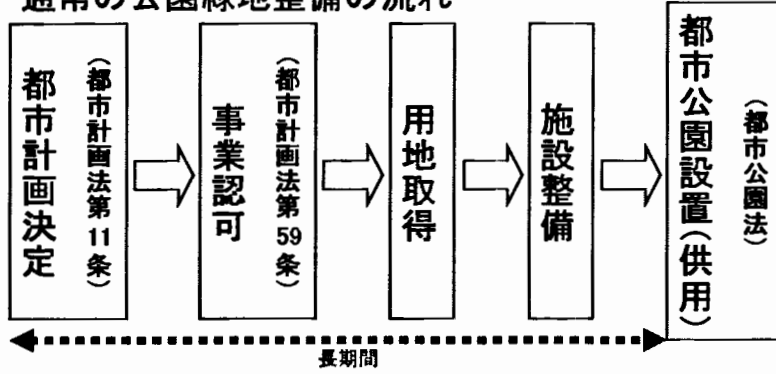 通常の公園緑地整備の流れ
都市計画決定
（都市計画法第11条）
事業認可
（都市計画法第59条）
用地取得
施設整備
都市公園設置（供用）
（都市公園法）
長期間